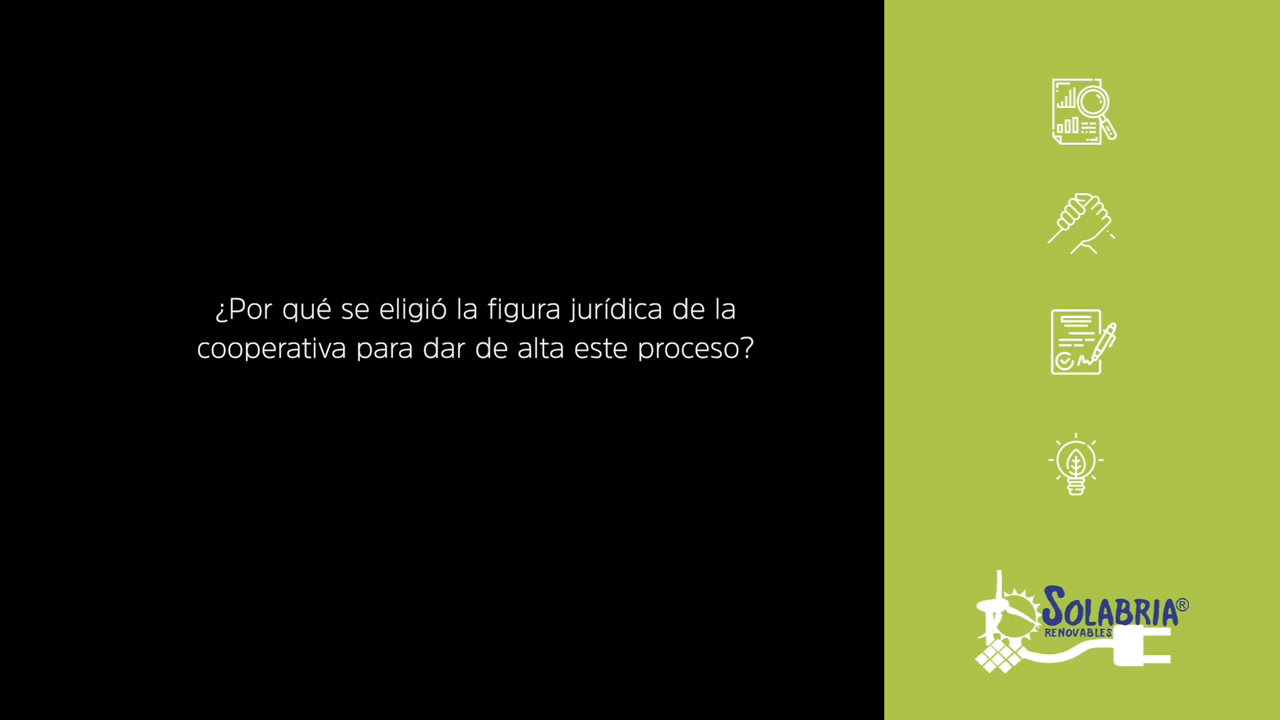 ¿Por qué se eligió la figura jurídica de la
cooperativa para dar de alta este proceso?
SOLABRIA®
RENOVABLES